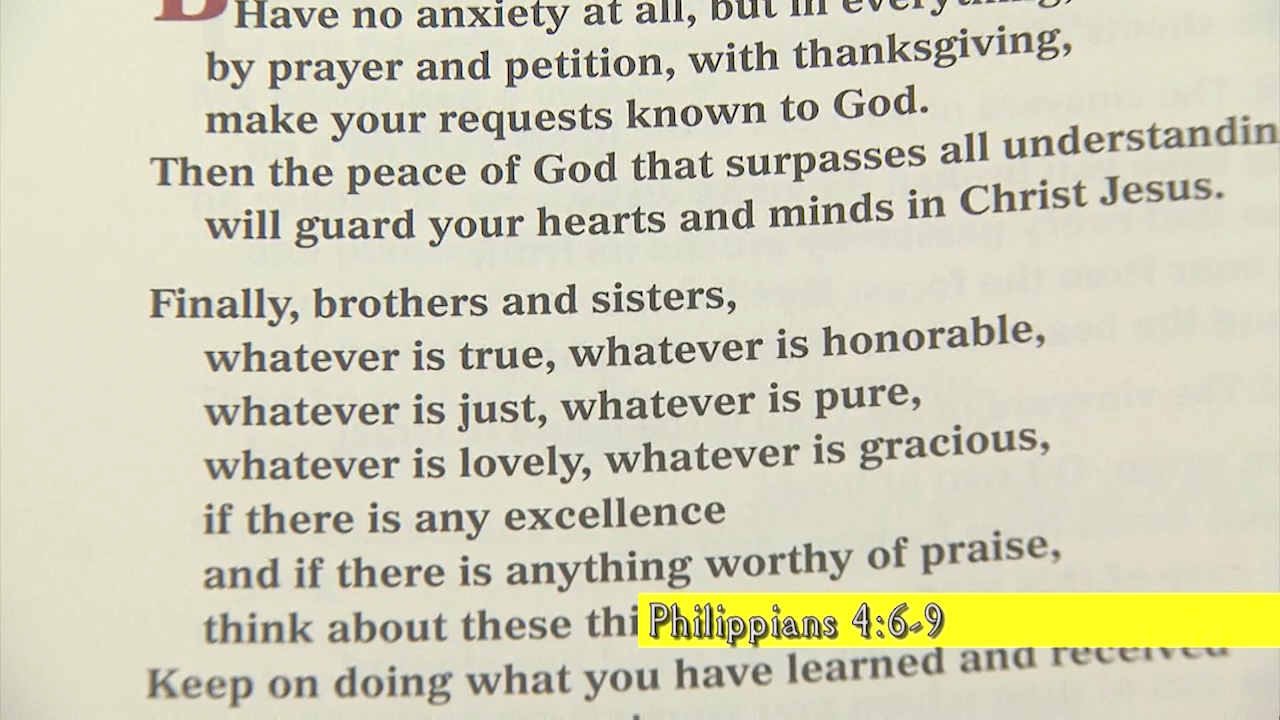 Have no anxiety at all, but in everything,
by prayer and petition, with thanksgiving,
make your requests known to God.
Then the peace of God that surpasses all understandin
will guard your hearts and minds in Christ Jesus.
Finally, brothers and sisters,
whatever is true, whatever is honorable,
whatever is just, whatever is pure,
whatever is lovely, whatever is gracious,
if there is any excellence
and if there is anything worthy of praise,
think about these thi
Philippians 4:6-9
Keep on doing what you have learned and received